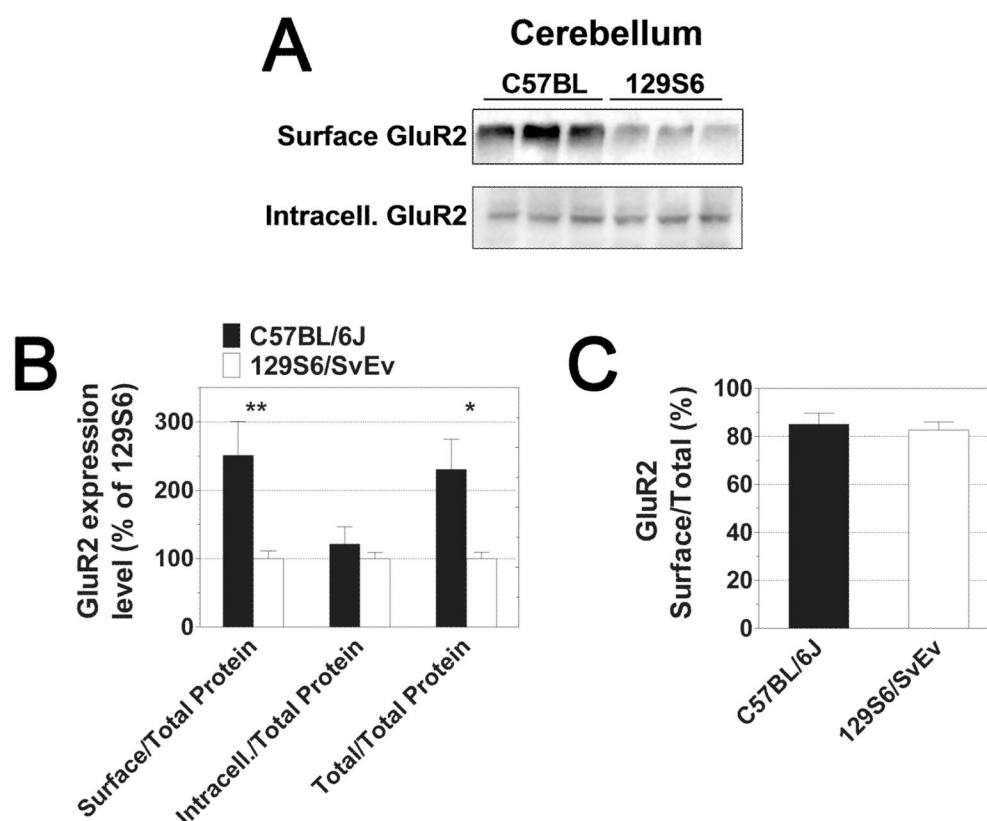 A
Cerebellum
C57BL 129S6
Surface GluR2
Intracell. GluR2
B
C57BL/6J
129S6/SvEv
GluR2 expression
level (% of 129S6)
300
200
100
0
** *
Surface/Total Protein
Intracell./Total Protein
Total/Total Protein
C
GluR2
Surface/Total (%)
100
80
60
40
20
0
C57BL/6J
129S6/SvEv